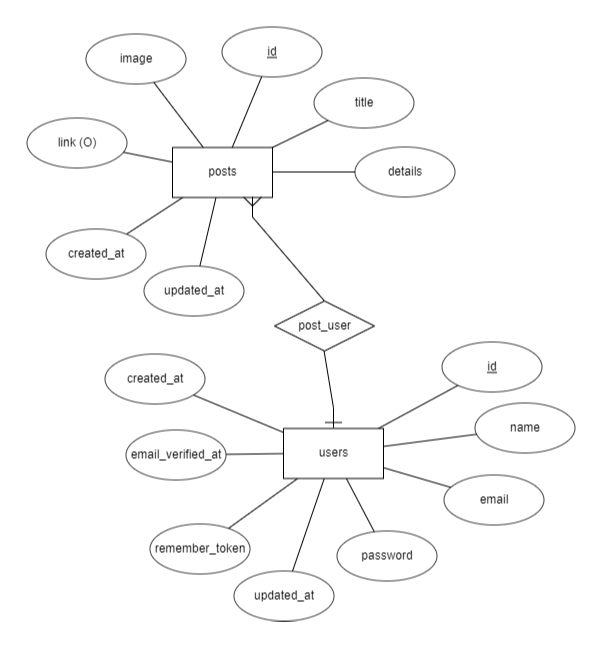 image
id
title
link (O)
posts
details
created_at
updated_at
post_user
created_at
id
name
email_verified_at
users
email
remember_token
password
updated_at